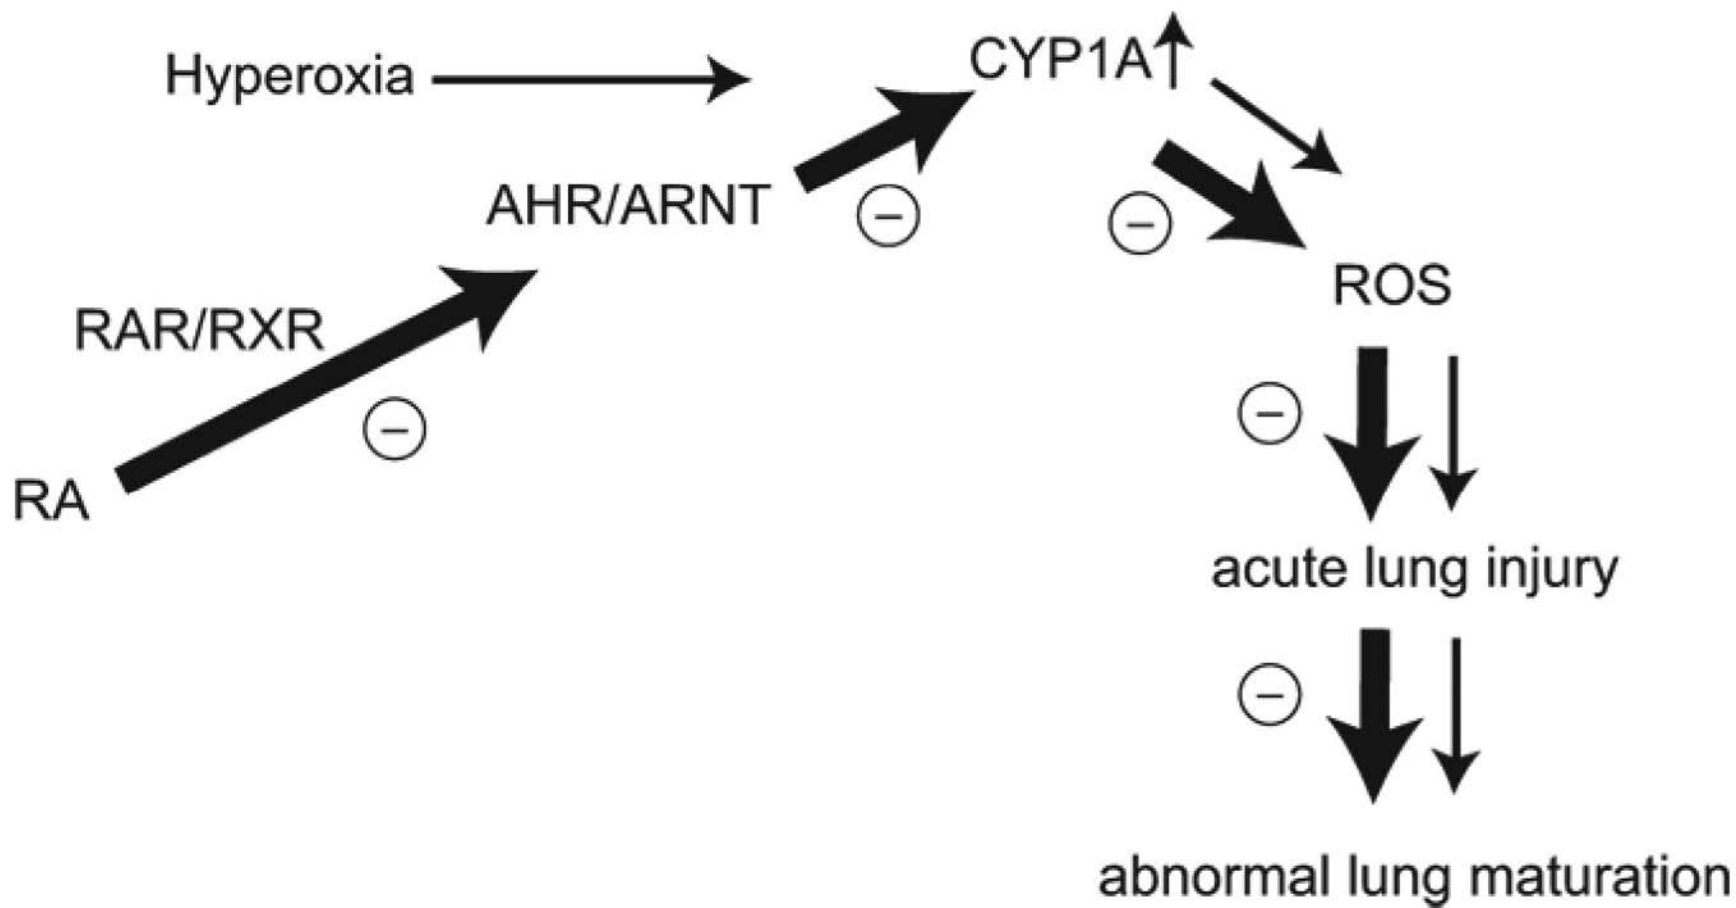 Hyperoxia
CYP1A↑
AHR/ARNT
−
−
RAR/RXR
−
ROS
RA
−
acute lung injury
−
abnormal lung maturation